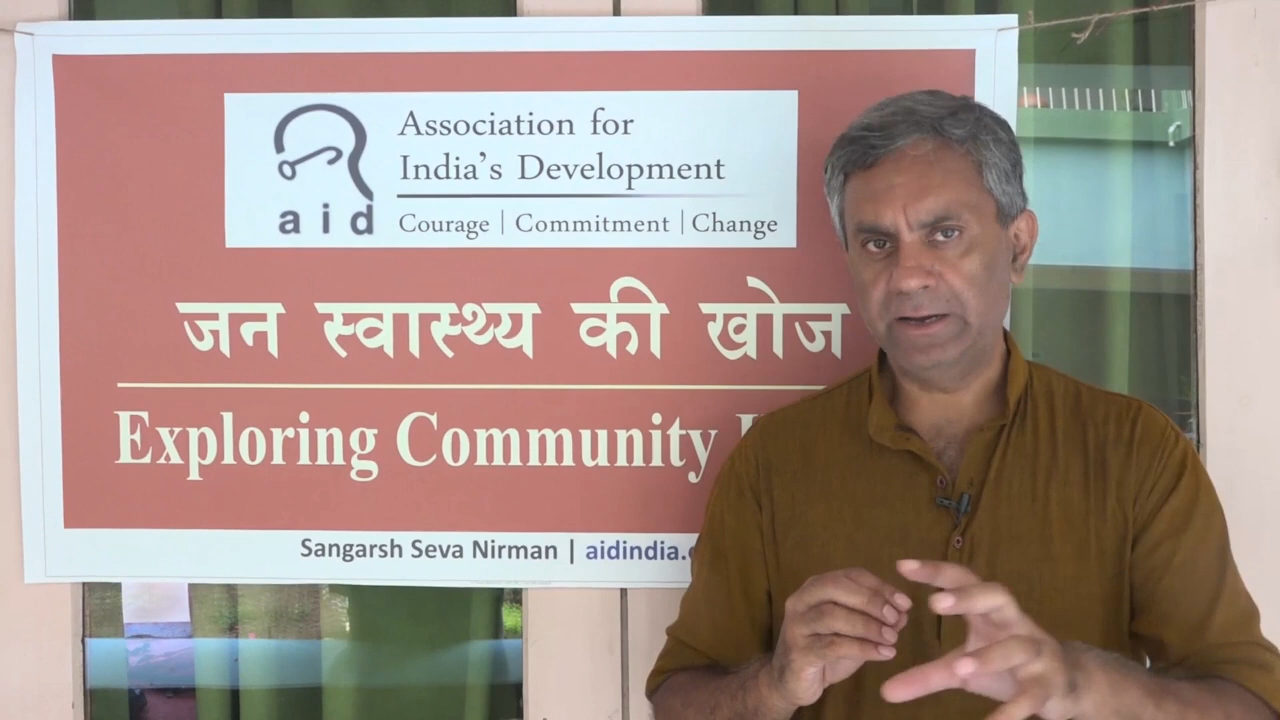 Association for
India's Development
aid
Courage | Commitment | Change
जन स्वास्थ्य की खोज
Exploring Community
Sangarsh Seva Nirman | aidindia.